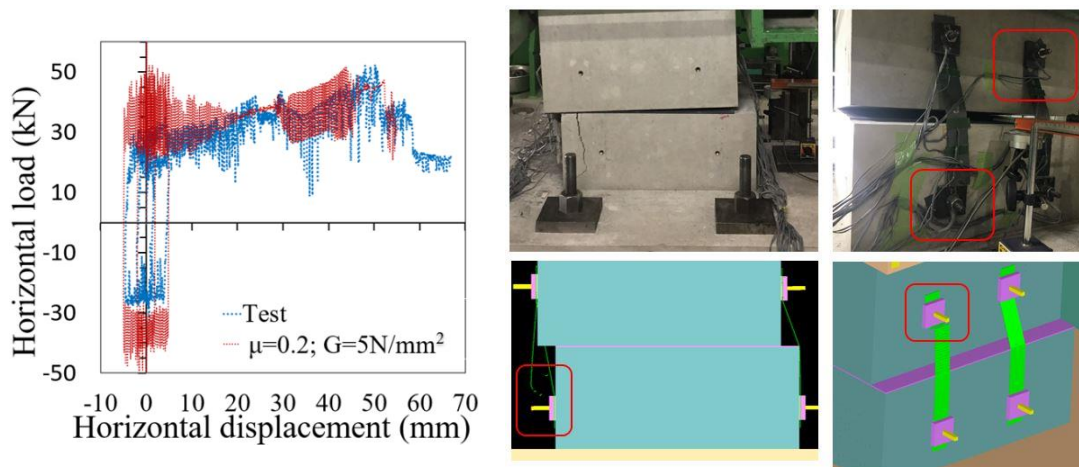 Horizontal load (kN)
50
30
10
-10
-30
-50
Test
μ=0.2; G=5N/mm²
-10 0 10 20 30 40 50 60 70
Horizontal displacement (mm)